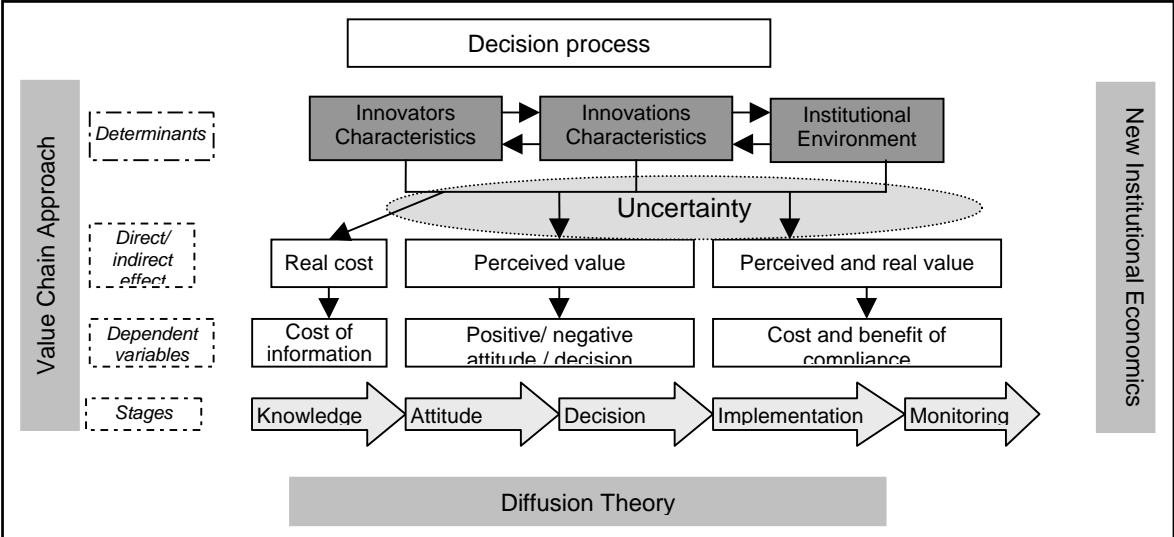 Decision process
Value Chain Approach
New Institutional Economics
Determinants
Innovators
Characteristics
Innovations
Characteristics
Institutional
Environment
Uncertainty
Direct/
indirect
effect
Real cost
Perceived value
Perceived and real value
Dependent
variables
Cost of
information
Positive/ negative
attitude / decision
Cost and benefit of
compliance
Stages
Knowledge
Attitude
Decision
Implementation
Monitoring
Diffusion Theory